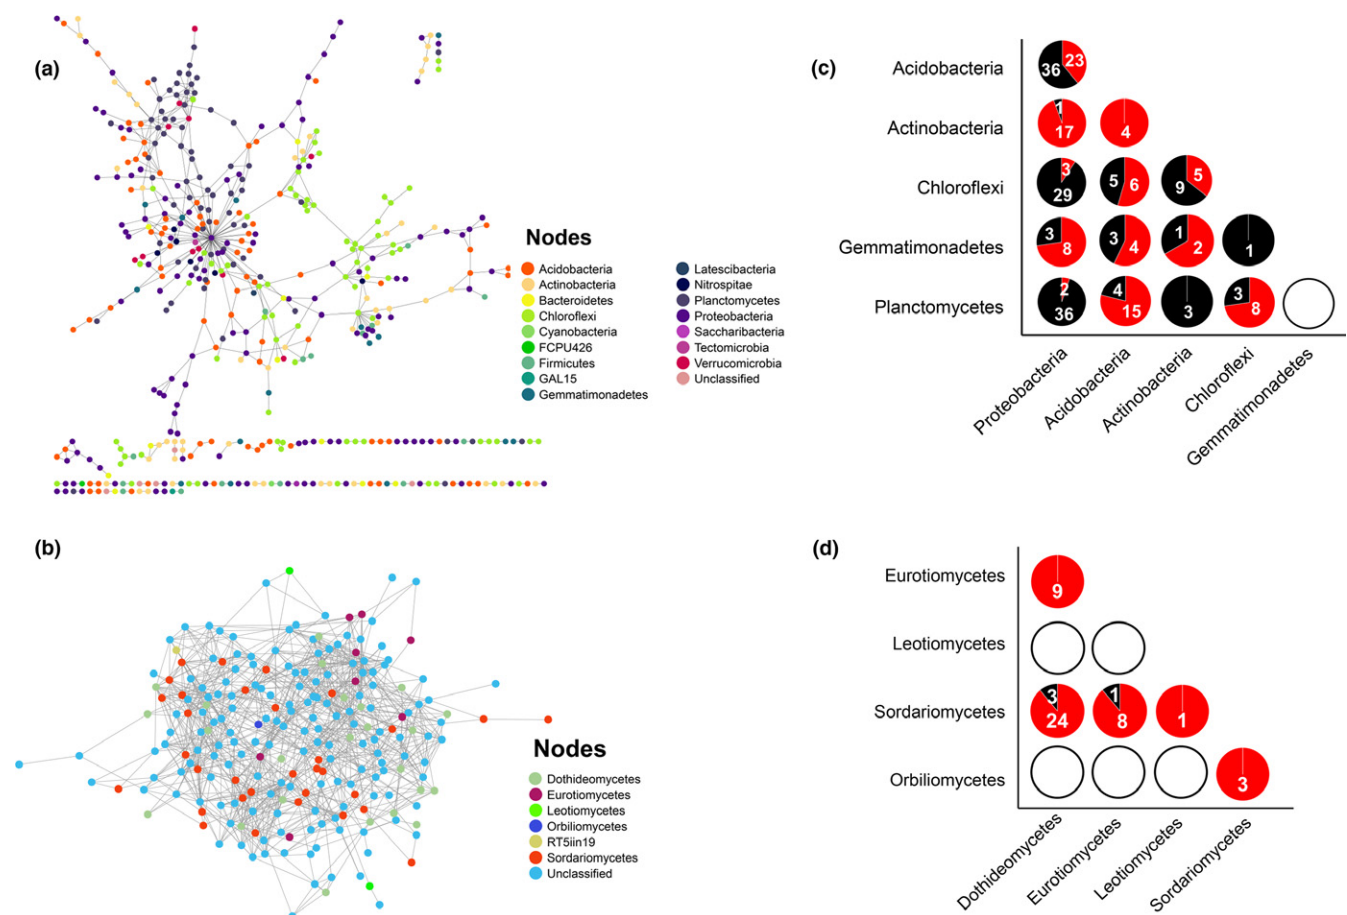 (a)
Nodes
Acidobacteria
Actinobacteria
Bacteroidetes
Chloroflexi
Cyanobacteria
FCPU426
Firmicutes
GAL15
Gemmatimonadetes
Latescibacteria
Nitrospitae
Planctomycetes
Proteobacteria
Saccharibacteria
Tectomicrobia
Verrucomicrobia
Unclassified
(c)
Acidobacteria
36 23
Actinobacteria
1 17
4
Chloroflexi
3 29
5 6
9 5
Gemmatimonadetes
3 8
3 4
1 2
1
Planctomycetes
2 36
4 15
3
3 8
Proteobacteria
Acidobacteria
Actinobacteria
Chloroflexi
Gemmatimonadetes
(b)
Nodes
Dothideomycetes
Eurotiomycetes
Leotiomycetes
Orbiliomycetes
RT5iin19
Sordariomycetes
Unclassified
(d)
Eurotiomycetes
9
Leotiomycetes
Sordariomycetes
3 24
1 8
1
Orbiliomycetes
3
Dothideomycetes
Eurotiomycetes
Leotiomycetes
Sordariomycetes